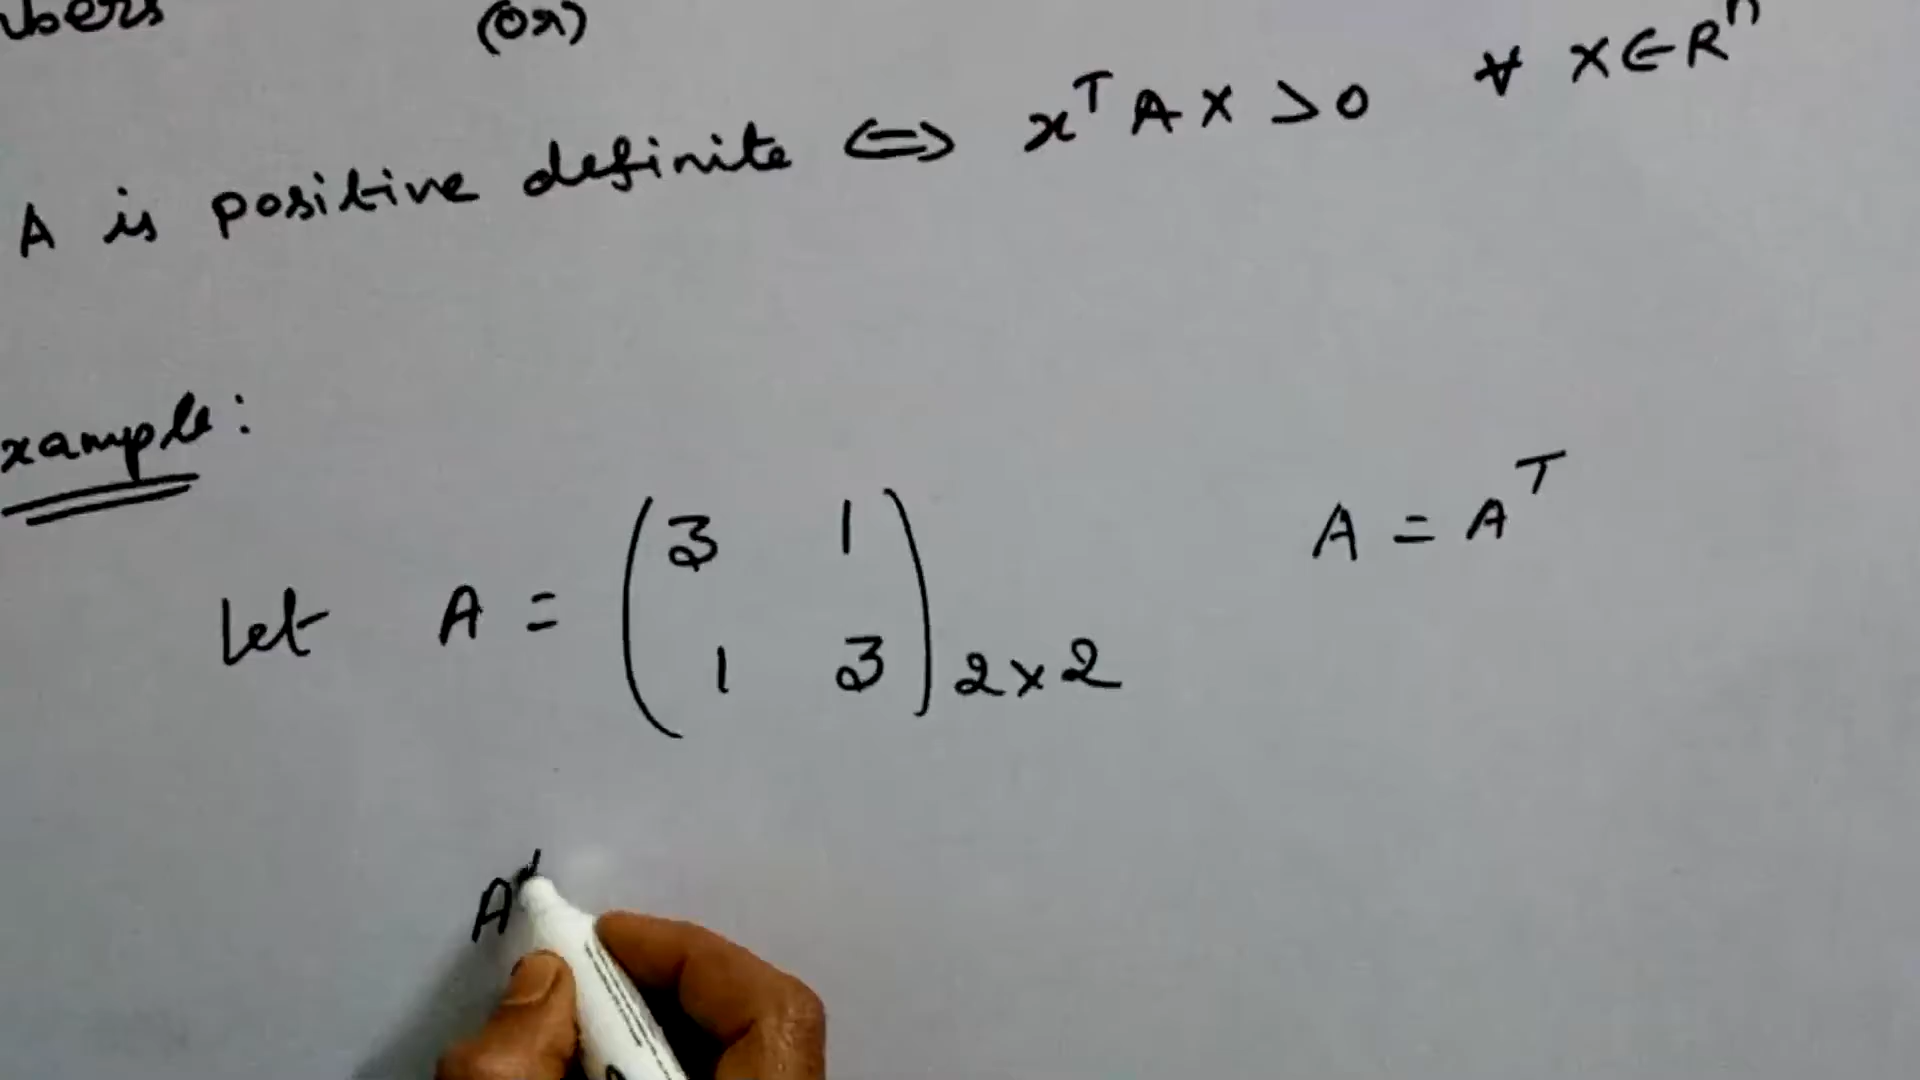 (Or)
A is positive definite ⇔ x^T A X > 0 ∀ X ∈ R^n
xample:
Let A = ( 3 1 ; 1 3 ) 2×2
A = A^T
A